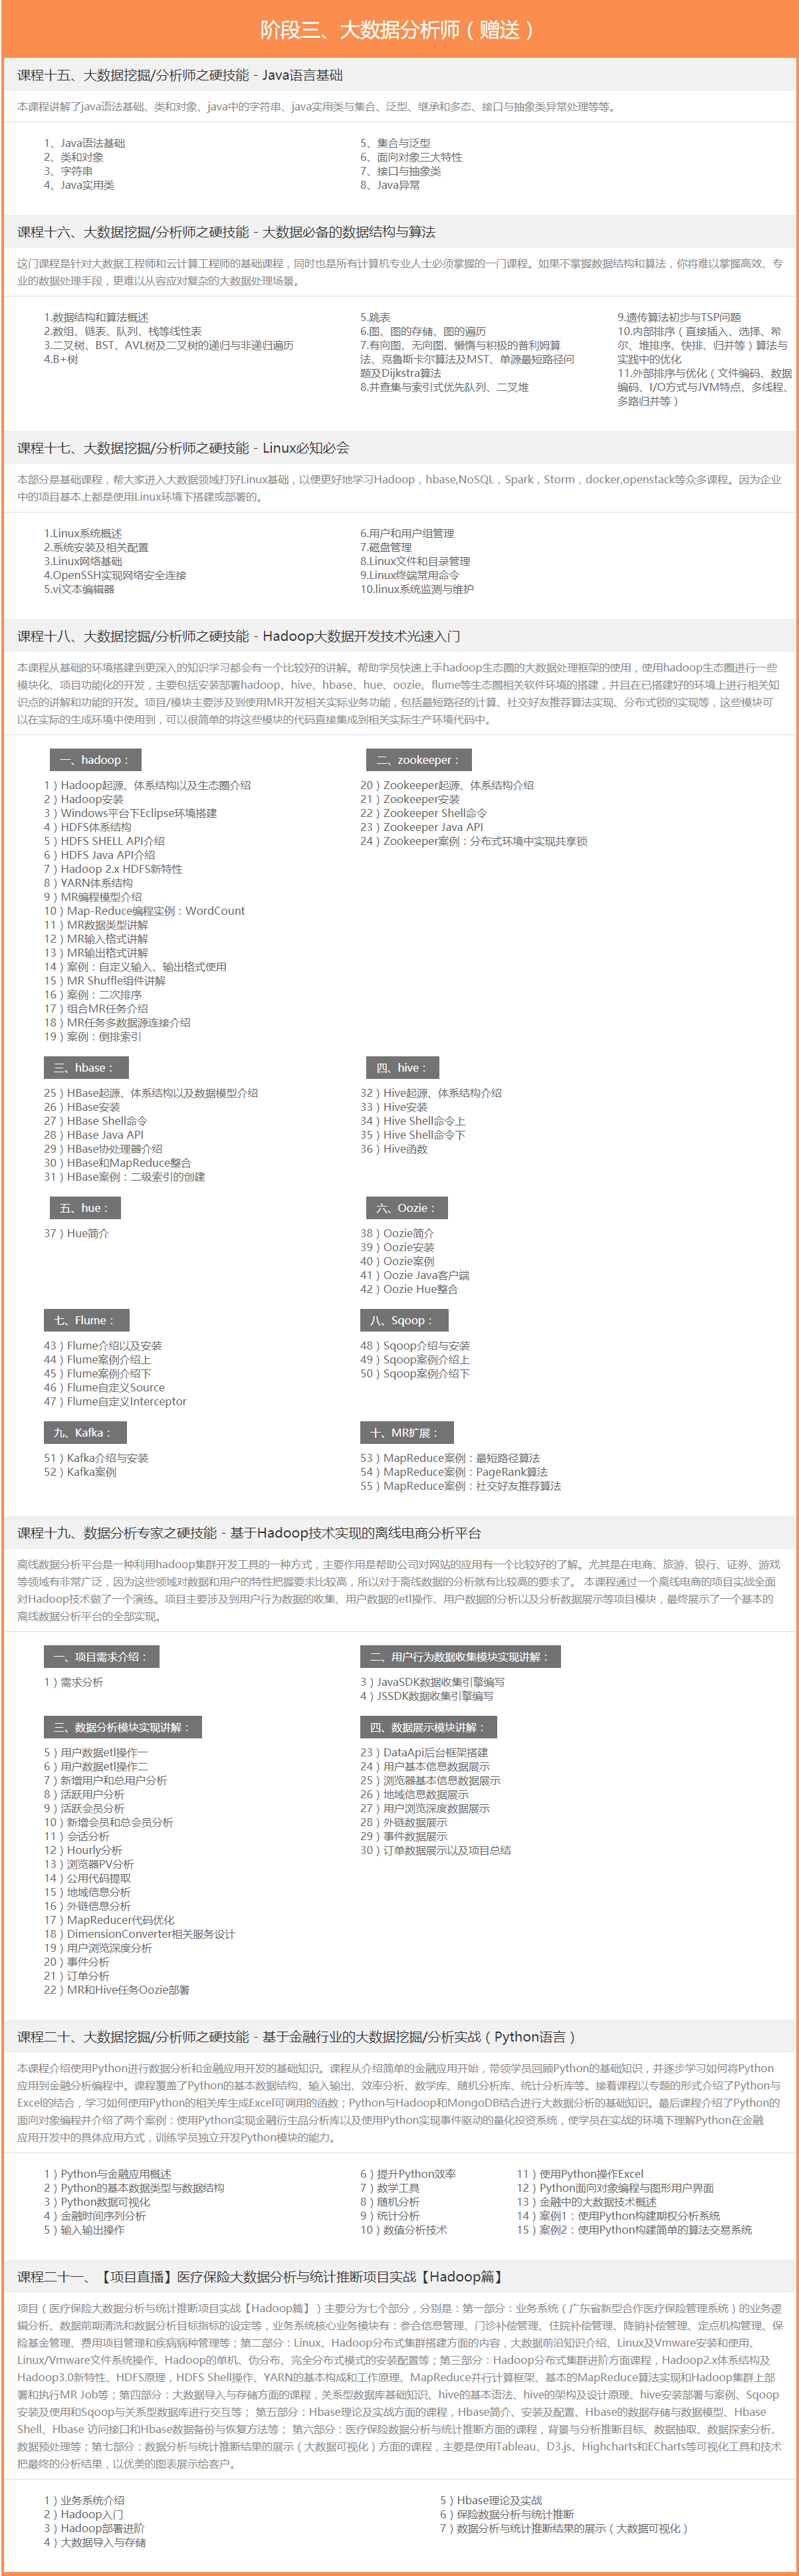 阶段三、大数据分析师（赠送）
课程十五、大数据挖掘/分析师之硬技能 - Java语言基础
本课程讲解了java语法基础、类和对象、java中的字符串、java实用类与集合、泛型、继承和多态、接口与抽象类异常处理等等。
1、Java语法基础
2、类和对象
3、字符串
4、Java实用类
5、集合与泛型
6、面向对象三大特性
7、接口与抽象类
8、Java异常
课程十六、大数据挖掘/分析师之硬技能 - 大数据必备的数据结构与算法
这门课程是针对大数据工程师和云计算工程师的基础课程，同时也是所有计算机专业人士必须掌握的一门课程。如果不掌握数据结构和算法，你将难以掌握高效、专
业的数据处理手段，更难以从容应对复杂的大数据处理场景。
1.数据结构和算法概述
2.数组、链表、队列、栈等线性表
3.二叉树、BST、AVL树及二叉树的递归与非递归遍历
4.B+树
5.跳表
6.图、图的存储、图的遍历
7.有向图、无向图、懒惰与积极的普利姆算
法、克鲁斯卡尔算法及MST、单源最短路径问
题及Dijkstra算法
8.并查集与索引式优先队列、二叉堆
9.遗传算法初步与TSP问题
10.内部排序（直接插入、选择、希
尔、堆排序、快排、归并等）算法与
实践中的优化
11.外部排序与优化（文件编码、数据
编码、I/O方式与JVM特点、多线程、
多路归并等）
课程十七、大数据挖掘/分析师之硬技能 - Linux必知必会
本部分是基础课程，帮大家进入大数据领域打好Linux基础，以便更好地学习Hadoop，hbase,NoSQL，Spark，Storm，docker,openstack等众多课程。因为企业
中的项目基本上都是使用Linux环境下搭建或部署的。
1.Linux系统概述
2.系统安装及相关配置
3.Linux网络基础
4.OpenSSH实现网络安全连接
5.vi文本编辑器
6.用户和用户组管理
7.磁盘管理
8.Linux文件和目录管理
9.Linux终端常用命令
10.linux系统监测与维护
课程十八、大数据挖掘/分析师之硬技能 - Hadoop大数据开发技术光速入门
本课程从基础的环境搭建到更深入的知识学习都会有一个比较好的讲解。帮助学员快速上手hadoop生态圈的大数据处理框架的使用，使用hadoop生态圈进行一些
模块化、项目功能化的开发，主要包括安装部署hadoop、hive、hbase、hue、oozie、flume等生态圈相关软件环境的搭建，并且在已搭建好的环境上进行相关知
识点的讲解和功能的开发。项目/模块主要涉及到使用MR开发相关实际业务功能，包括最短路径的计算、社交好友推荐算法实现、分布式锁的实现等，这些模块可
以在实际的生成环境中使用到，可以很简单的将这些模块的代码直接集成到相关实际生产环境代码中。
一、hadoop：
1）Hadoop起源、体系结构以及生态圈介绍
2）Hadoop安装
3）Windows平台下Eclipse环境搭建
4）HDFS体系结构
5）HDFS SHELL API介绍
6）HDFS Java API介绍
7）Hadoop 2.x HDFS新特性
8）YARN体系结构
9）MR编程模型介绍
10）Map-Reduce编程实例：WordCount
11）MR数据类型讲解
12）MR输入格式讲解
13）MR输出格式讲解
14）案例：自定义输入、输出格式使用
15）MR Shuffle组件讲解
16）案例：二次排序
17）组合MR任务介绍
18）MR任务多数据源连接介绍
19）案例：倒排索引
二、zookeeper：
20）Zookeeper起源、体系结构介绍
21）Zookeeper安装
22）Zookeeper Shell命令
23）Zookeeper Java API
24）Zookeeper案例：分布式环境中实现共享锁
三、hbase：
25）HBase起源、体系结构以及数据模型介绍
26）HBase安装
27）HBase Shell命令
28）HBase Java API
29）HBase协处理器介绍
30）HBase和MapReduce整合
31）HBase案例：二级索引的创建
四、hive：
32）Hive起源、体系结构介绍
33）Hive安装
34）Hive Shell命令上
35）Hive Shell命令下
36）Hive函数
五、hue：
37）Hue简介
六、Oozie：
38）Oozie简介
39）Oozie安装
40）Oozie案例
41）Oozie Java客户端
42）Oozie Hue整合
七、Flume：
43）Flume介绍以及安装
44）Flume案例介绍上
45）Flume案例介绍下
46）Flume自定义Source
47）Flume自定义Interceptor
八、Sqoop：
48）Sqoop介绍与安装
49）Sqoop案例介绍上
50）Sqoop案例介绍下
九、Kafka：
51）Kafka介绍与安装
52）Kafka案例
十、MR扩展：
53）MapReduce案例：最短路径算法
54）MapReduce案例：PageRank算法
55）MapReduce案例：社交好友推荐算法
课程十九、数据分析专家之硬技能 - 基于Hadoop技术实现的离线电商分析平台
离线数据分析平台是一种利用hadoop集群开发工具的一种方式，主要作用是帮助公司对网站的应用有一个比较好的了解。尤其是在电商、旅游、银行、证券、游戏
等领域有非常广泛，因为这些领域对数据和用户的特性把握要求比较高，所以对于离线数据的分析就有比较高的要求了。 本课程通过一个离线电商的项目实战全面
对Hadoop技术做了一个演练。项目主要涉及到用户行为数据的收集、用户数据的etl操作、用户数据的分析以及分析数据展示等项目模块，最终展示了一个基本的
离线数据分析平台的全部实现。
一、项目需求介绍：
1）需求分析
二、用户行为数据收集模块实现讲解：
3）JavaSDK数据收集引擎编写
4）JSSDK数据收集引擎编写
三、数据分析模块实现讲解：
5）用户数据etl操作一
6）用户数据etl操作二
7）新增用户和总用户分析
8）活跃用户分析
9）活跃会员分析
10）新增会员和总会员分析
11）会话分析
12）Hourly分析
13）浏览器PV分析
14）公用代码提取
15）地域信息分析
16）外链信息分析
17）MapReducer代码优化
18）DimensionConverter相关服务设计
19）用户浏览深度分析
20）事件分析
21）订单分析
22）MR和Hive任务Oozie部署
四、数据展示模块讲解：
23）DataApi后台框架搭建
24）用户基本信息数据展示
25）浏览器基本信息数据展示
26）地域信息数据展示
27）用户浏览深度数据展示
28）外链数据展示
29）事件数据展示
30）订单数据展示以及项目总结
课程二十、大数据挖掘/分析师之硬技能 - 基于金融行业的大数据挖掘/分析实战（Python语言）
本课程介绍使用Python进行数据分析和金融应用开发的基础知识。课程从介绍简单的金融应用开始，带领学员回顾Python的基础知识，并逐步学习如何将Python
应用到金融分析编程中。课程覆盖了Python的基本数据结构、输入输出、效率分析、数学库、随机分析库、统计分析库等。接着课程以专题的形式介绍了Python与
Excel的结合，学习如何使用Python的相关库生成Excel可调用的函数；Python与Hadoop和MongoDB结合进行大数据分析的基础知识。最后课程介绍了Python的
面向对象编程并介绍了两个案例：使用Python实现金融衍生品分析库以及使用Python实现事件驱动的量化投资系统，使学员在实战的环境下理解Python在金融
应用开发中的具体应用方式，训练学员独立开发Python模块的能力。
1）Python与金融应用概述
2）Python的基本数据类型与数据结构
3）Python数据可视化
4）金融时间序列分析
5）输入输出操作
6）提升Python效率
7）数学工具
8）随机分析
9）统计分析
10）数值分析技术
11）使用Python操作Excel
12）Python面向对象编程与图形用户界面
13）金融中的大数据技术概述
14）案例1：使用Python构建期权分析系统
15）案例2：使用Python构建简单的算法交易系统
课程二十一、【项目直播】医疗保险大数据分析与统计推断项目实战【Hadoop篇】
项目（医疗保险大数据分析与统计推断项目实战【Hadoop篇】）主要分为七个部分，分别是：第一部分：业务系统（广东省新型合作医疗保险管理系统）的业务逻
辑分析、数据前期清洗和数据分析目标指标的设定等，业务系统核心业务模块有：参合信息管理、门诊补偿管理、住院补偿管理、降销补偿管理、定点机构管理、保
险基金管理、费用项目管理和疾病病种管理等；第二部分：Linux、Hadoop分布式集群搭建方面的内容，大数据前沿知识介绍、Linux及Vmware安装和使用、
Linux/Vmware文件系统操作、Hadoop的单机、伪分布、完全分布式模式的安装配置等；第三部分：Hadoop分布式集群进阶方面课程，Hadoop2.x体系结构及
Hadoop3.0新特性、HDFS原理，HDFS Shell操作、YARN的基本构成和工作原理、MapReduce并行计算框架、基本的MapReduce算法实现和Hadoop集群上部
署和执行MR Job等；第四部分：大数据导入与存储方面的课程，关系型数据库基础知识、hive的基本语法、hive的架构及设计原理、hive安装部署与案例、Sqoop
安装及使用和Sqoop与关系型数据库进行交互等； 第五部分：Hbase理论及实战方面的课程，Hbase简介、安装及配置、Hbase的数据存储与数据模型、Hbase
Shell、Hbase 访问接口和Hbase数据备份与恢复方法等； 第六部分：医疗保险数据分析与统计推断方面的课程，背景与分析推断目标、数据抽取、数据探索分析、
数据预处理等；第七部分：数据分析与统计推断结果的展示（大数据可视化）方面的课程，主要是使用Tableau、D3.js、Highcharts和ECharts等可视化工具和技术
把最终的分析结果，以优美的图表展示给客户。
1）业务系统介绍
2）Hadoop入门
3）Hadoop部署进阶
4）大数据导入与存储
5）Hbase理论及实战
6）保险数据分析与统计推断
7）数据分析与统计推断结果的展示（大数据可视化）